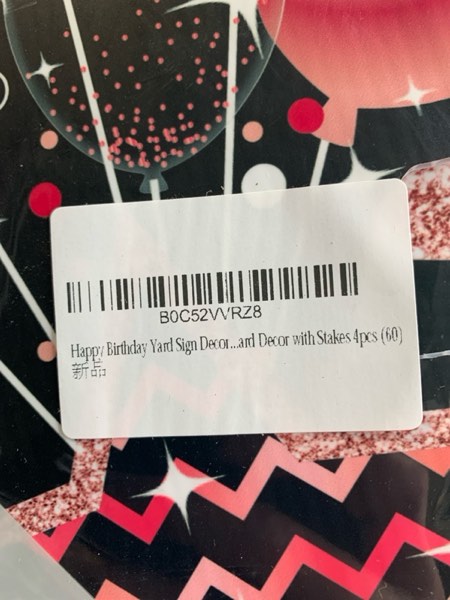 B0C52VVRZ8
Happy Birthday Yard Sign Decor...ard Decor with Stakes 4pcs (60)
新品